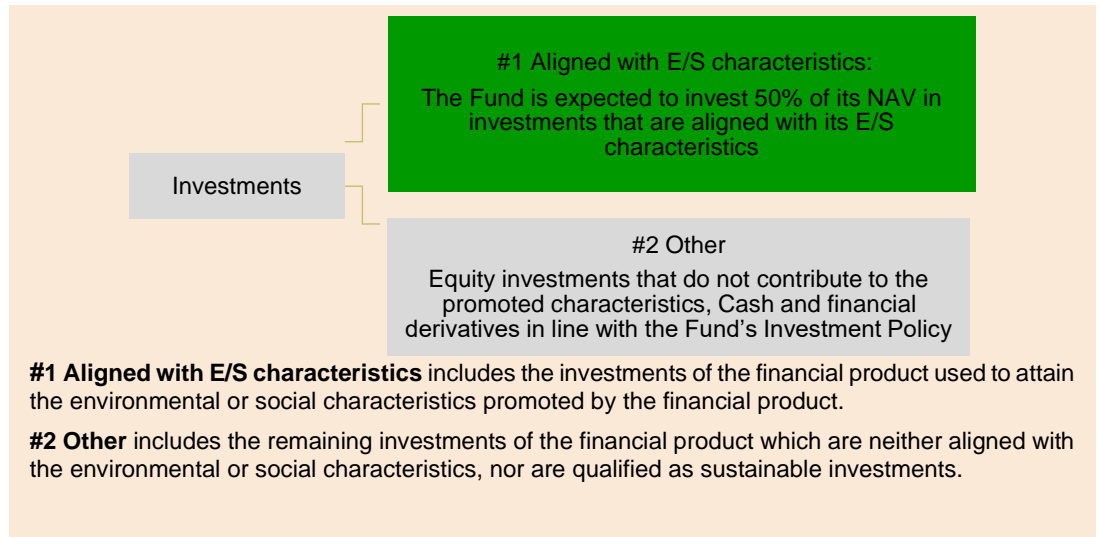 #1 Aligned with E/S characteristics:
The Fund is expected to invest 50% of its NAV in
investments that are aligned with its E/S
characteristics
Investments
#2 Other
Equity investments that do not contribute to the
promoted characteristics, Cash and financial
derivatives in line with the Fund’s Investment Policy
#1 Aligned with E/S characteristics includes the investments of the financial product used to attain
the environmental or social characteristics promoted by the financial product.
#2 Other includes the remaining investments of the financial product which are neither aligned with
the environmental or social characteristics, nor are qualified as sustainable investments.